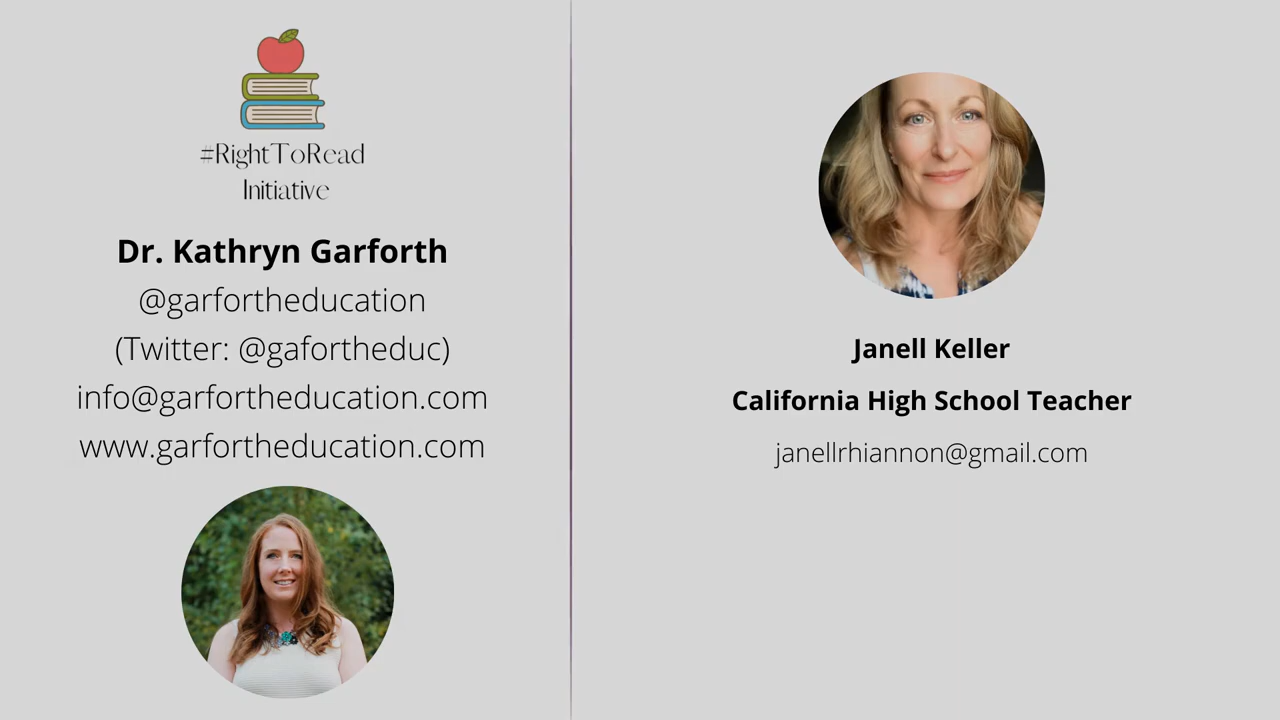 #RightToRead
Initiative
Dr. Kathryn Garforth
@garfortheducation
(Twitter: @gafortheduc)
info@garfortheducation.com
www.garfortheducation.com
Janell Keller
California High School Teacher
janellrhiannon@gmail.com